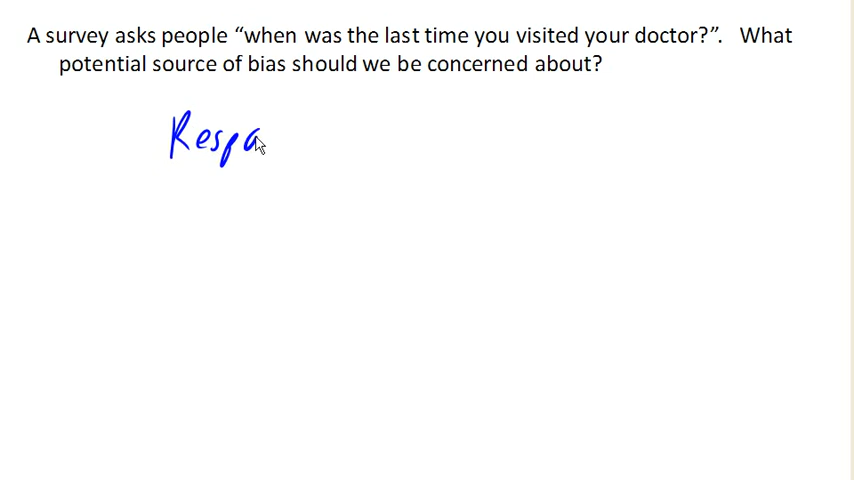 A survey asks people “when was the last time you visited your doctor?”. What
potential source of bias should we be concerned about?
Respo